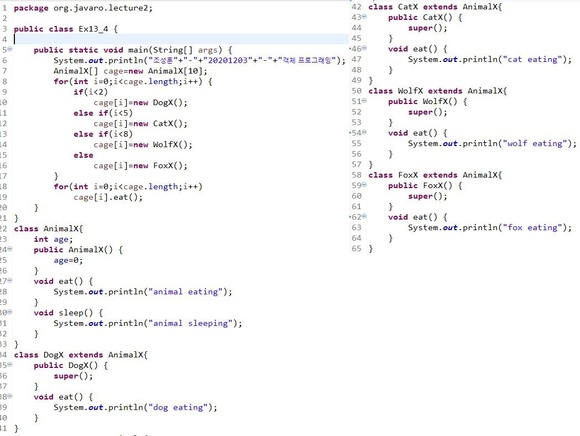 1 package org.javaro.lecture2;
2
3 public class Ex13_4 {
4
5 public static void main(String[] args) {
6 System.out.println("조성훈"+"-"+"20201203"+"-"+"객체 프로그래밍");
7 AnimalX[] cage=new AnimalX[10];
8 for(int i=0;i<cage.length;i++) {
9 if(i<2)
10 cage[i]=new DogX();
11 else if(i<5)
12 cage[i]=new CatX();
13 else if(i<8)
14 cage[i]=new WolfX();
15 else
16 cage[i]=new FoxX();
17 }
18 for(int i=0;i<cage.length;i++)
19 cage[i].eat();
20 }
21 }
22 class AnimalX{
23 int age;
24 public AnimalX() {
25 age=0;
26 }
27 void eat() {
28 System.out.println("animal eating");
29 }
30 void sleep() {
31 System.out.println("animal sleeping");
32 }
33 }
34 class DogX extends AnimalX{
35 public DogX() {
36 super();
37 }
38 void eat() {
39 System.out.println("dog eating");
40 }
41 }
42 class CatX extends AnimalX{
43 public CatX() {
44 super();
45 }
46 void eat() {
47 System.out.println("cat eating");
48 }
49 }
50 class WolfX extends AnimalX{
51 public WolfX() {
52 super();
53 }
54 void eat() {
55 System.out.println("wolf eating");
56 }
57 }
58 class FoxX extends AnimalX{
59 public FoxX() {
60 super();
61 }
62 void eat() {
63 System.out.println("fox eating");
64 }
65 }